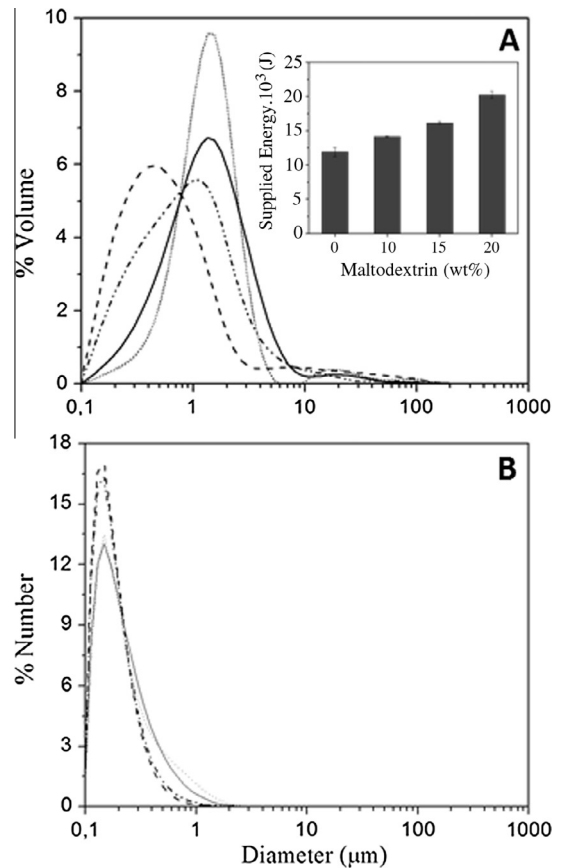 A
% Volume
10
8
6
4
2
0
0,1 1 10 100 1000
Supplied Energy.10³ (J)
25
20
15
10
5
0
0 10 15 20
Maltodextrin (wt%)
B
% Number
18
15
12
9
6
3
0
0,1 1 10 100 1000
Diameter (μm)